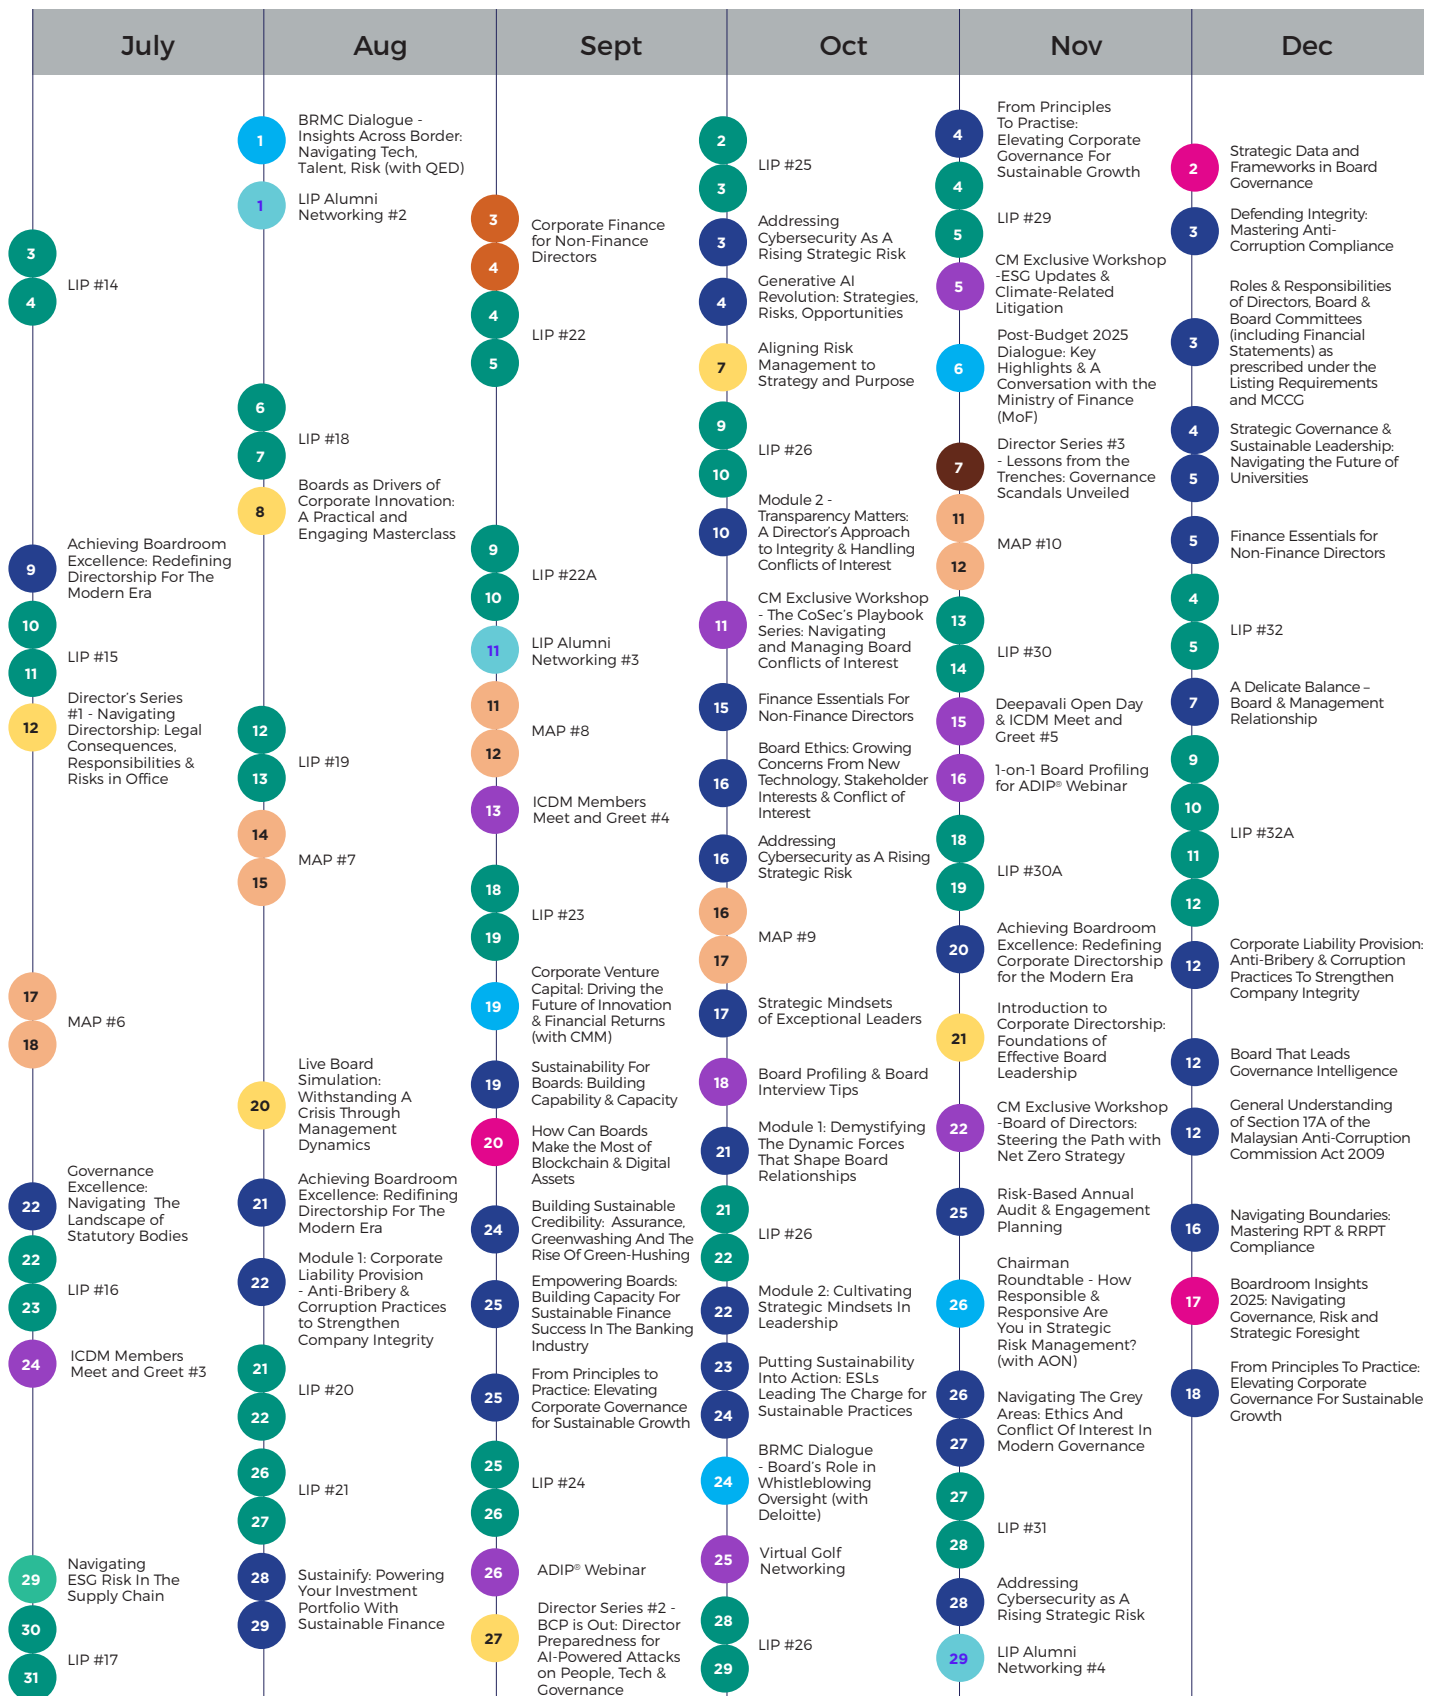 July
Aug
Sept
Oct
Nov
Dec
3
4
LIP #14
9
Achieving Boardroom
Excellence: Redefining
Directorship For The
Modern Era
10
11
LIP #15
12
Director's Series
#1 - Navigating
Directorship: Legal
Consequences,
Responsibilities &
Risks in Office
17
18
MAP #6
22
Governance
Excellence:
Navigating The
Landscape of
Statutory Bodies
22
23
LIP #16
24
ICDM Members
Meet and Greet #3
29
Navigating
ESG Risk In The
Supply Chain
30
31
LIP #17
1
BRMC Dialogue -
Insights Across Border:
Navigating Tech,
Talent, Risk (with QED)
1
LIP Alumni
Networking #2
6
7
LIP #18
8
Boards as Drivers of
Corporate Innovation:
A Practical and
Engaging Masterclass
12
13
LIP #19
14
15
MAP #7
20
Live Board
Simulation:
Withstanding A
Crisis Through
Management
Dynamics
21
Achieving Boardroom
Excellence: Redifining
Directorship For The
Modern Era
22
Module 1: Corporate
Liability Provision
- Anti-Bribery &
Corruption Practices
to Strengthen
Company Integrity
21
22
LIP #20
26
27
LIP #21
28
29
Sustainify: Powering
Your Investment
Portfolio With
Sustainable Finance
3
4
Corporate Finance
for Non-Finance
Directors
4
5
LIP #22
9
10
LIP #22A
11
LIP Alumni
Networking #3
11
12
MAP #8
13
ICDM Members
Meet and Greet #4
18
19
LIP #23
19
Corporate Venture
Capital: Driving the
Future of Innovation
& Financial Returns
(with CMM)
19
Sustainability For
Boards: Building
Capability & Capacity
20
How Can Boards
Make the Most of
Blockchain & Digital
Assets
24
Building Sustainable
Credibility: Assurance,
Greenwashing And The
Rise Of Green-Hushing
25
Empowering Boards:
Building Capacity For
Sustainable Finance
Success In The Banking
Industry
25
From Principles to
Practice: Elevating
Corporate Governance
for Sustainable Growth
25
26
LIP #24
26
ADIP® Webinar
27
Director Series #2 -
BCP is Out: Director
Preparedness for
AI-Powered Attacks
on People, Tech &
Governance
2
3
LIP #25
3
Addressing
Cybersecurity As A
Rising Strategic Risk
4
Generative AI
Revolution: Strategies,
Risks, Opportunities
7
Aligning Risk
Management to
Strategy and Purpose
9
10
LIP #26
10
Module 2 -
Transparency Matters:
A Director's Approach
to Integrity & Handling
Conflicts of Interest
11
CM Exclusive Workshop
- The CoSec's Playbook
Series: Navigating
and Managing Board
Conflicts of Interest
15
Finance Essentials For
Non-Finance Directors
16
Board Ethics: Growing
Concerns From New
Technology, Stakeholder
Interests & Conflict of
Interest
16
Addressing
Cybersecurity as A Rising
Strategic Risk
16
17
MAP #9
17
Strategic Mindsets
of Exceptional Leaders
18
Board Profiling & Board
Interview Tips
21
Module 1: Demystifying
The Dynamic Forces
That Shape Board
Relationships
21
22
LIP #26
22
Module 2: Cultivating
Strategic Mindsets In
Leadership
23
24
Putting Sustainability
Into Action: ESLs
Leading The Charge for
Sustainable Practices
24
BRMC Dialogue
- Board's Role in
Whistleblowing
Oversight (with
Deloitte)
25
Virtual Golf
Networking
28
29
LIP #26
4
From Principles
To Practise:
Elevating Corporate
Governance For
Sustainable Growth
4
5
LIP #29
5
CM Exclusive Workshop
-ESG Updates &
Climate-Related
Litigation
6
Post-Budget 2025
Dialogue: Key
Highlights & A
Conversation with the
Ministry of Finance
(MoF)
7
Director Series #3
- Lessons from the
Trenches: Governance
Scandals Unveiled
11
12
MAP #10
13
14
LIP #30
15
Deepavali Open Day
& ICDM Meet and
Greet #5
16
1-on-1 Board Profiling
for ADIP® Webinar
18
19
LIP #30A
20
Achieving Boardroom
Excellence: Redefining
Corporate Directorship
for the Modern Era
21
Introduction to
Corporate Directorship:
Foundations of
Effective Board
Leadership
22
CM Exclusive Workshop
-Board of Directors:
Steering the Path with
Net Zero Strategy
25
Risk-Based Annual
Audit & Engagement
Planning
26
Chairman
Roundtable - How
Responsible &
Responsive Are
You in Strategic
Risk Management?
(with AON)
26
27
Navigating The Grey
Areas: Ethics And
Conflict Of Interest In
Modern Governance
27
28
LIP #31
28
Addressing
Cybersecurity as A
Rising Strategic Risk
29
LIP Alumni
Networking #4
2
Strategic Data and
Frameworks in Board
Governance
3
Defending Integrity:
Mastering Anti-
Corruption Compliance
3
Roles & Responsibilities
of Directors, Board &
Board Committees
(including Financial
Statements) as
prescribed under the
Listing Requirements
and MCCG
4
5
Strategic Governance &
Sustainable Leadership:
Navigating the Future of
Universities
5
Finance Essentials for
Non-Finance Directors
4
5
LIP #32
7
A Delicate Balance –
Board & Management
Relationship
9
10
11
12
LIP #32A
12
Corporate Liability Provision:
Anti-Bribery & Corruption
Practices To Strengthen
Company Integrity
12
Board That Leads
Governance Intelligence
12
General Understanding
of Section 17A of the
Malaysian Anti-Corruption
Commission Act 2009
16
Navigating Boundaries:
Mastering RPT & RRPT
Compliance
17
Boardroom Insights
2025: Navigating
Governance, Risk and
Strategic Foresight
18
From Principles To Practice:
Elevating Corporate
Governance For Sustainable
Growth